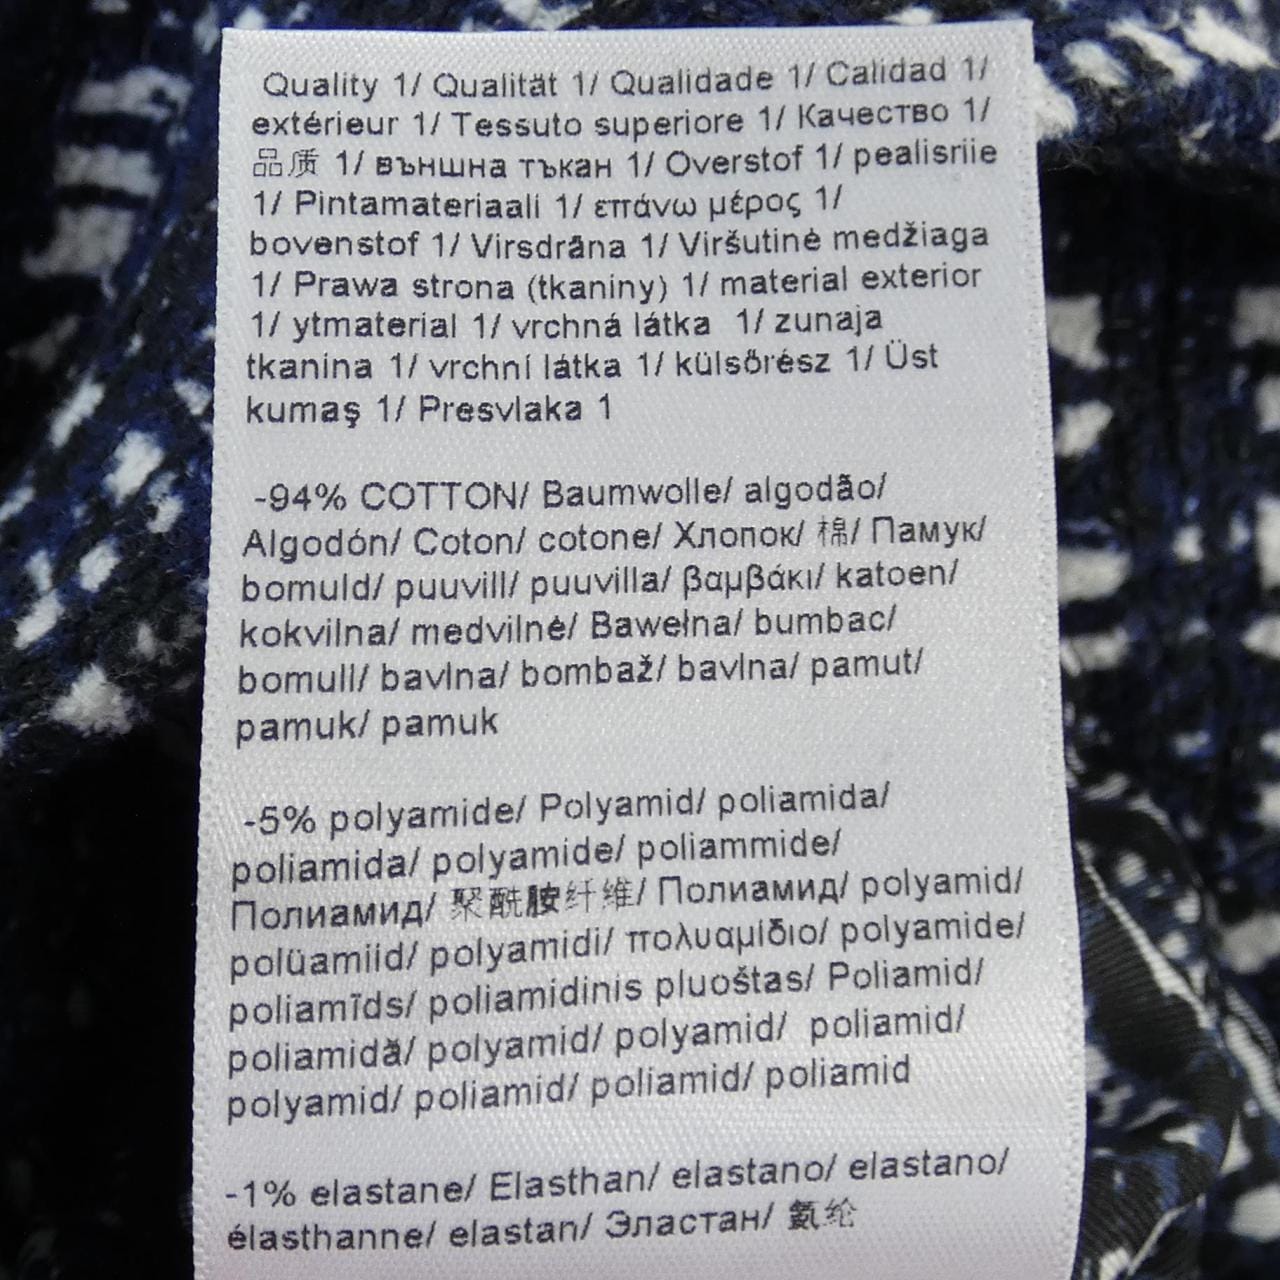 Quality 1/ Qualität 1/ Qualidade 1/ Calidad 1/
extérieur 1/ Tessuto superiore 1/ Качество 1/
品质 1/ външна тъкан 1/ Overstof 1/ pealisriie
1/ Pintamateriaali 1/ επάνω μέρος 1/
bovenstof 1/ Virsdrāna 1/ Viršutinė medžiaga
1/ Prawa strona (tkaniny) 1/ material exterior
1/ ytmaterial 1/ vrchná látka 1/ zunaja
tkanina 1/ vrchní látka 1/ külsőrész 1/ Üst
kumaş 1/ Presvlaka 1
-94% COTTON/ Baumwolle/ algodão/
Algodón/ Coton/ cotone/ Хлопок/ 棉/ Памук/
bomuld/ puuvill/ puuvilla/ βαμβάκι/ katoen/
kokvilna/ medvilnė/ Bawełna/ bumbac/
bomull/ bavlna/ bombaž/ bavlna/ pamut/
pamuk/ pamuk
-5% polyamide/ Polyamid/ poliamida/
poliamida/ polyamide/ poliammide/
Полиамид/ 聚酰胺纤维/ Полиамид/ polyamid/
polüamiid/ polyamidi/ πολυαμίδιο/ polyamide/
poliamīds/ poliamidinis pluoštas/ Poliamid/
poliamidă/ polyamid/ polyamid/ poliamid/
polyamid/ poliamid/ poliamid/ poliamid
-1% elastane/ Elasthan/ elastano/ elastano/
élasthanne/ elastan/ Эластан/ 氨纶